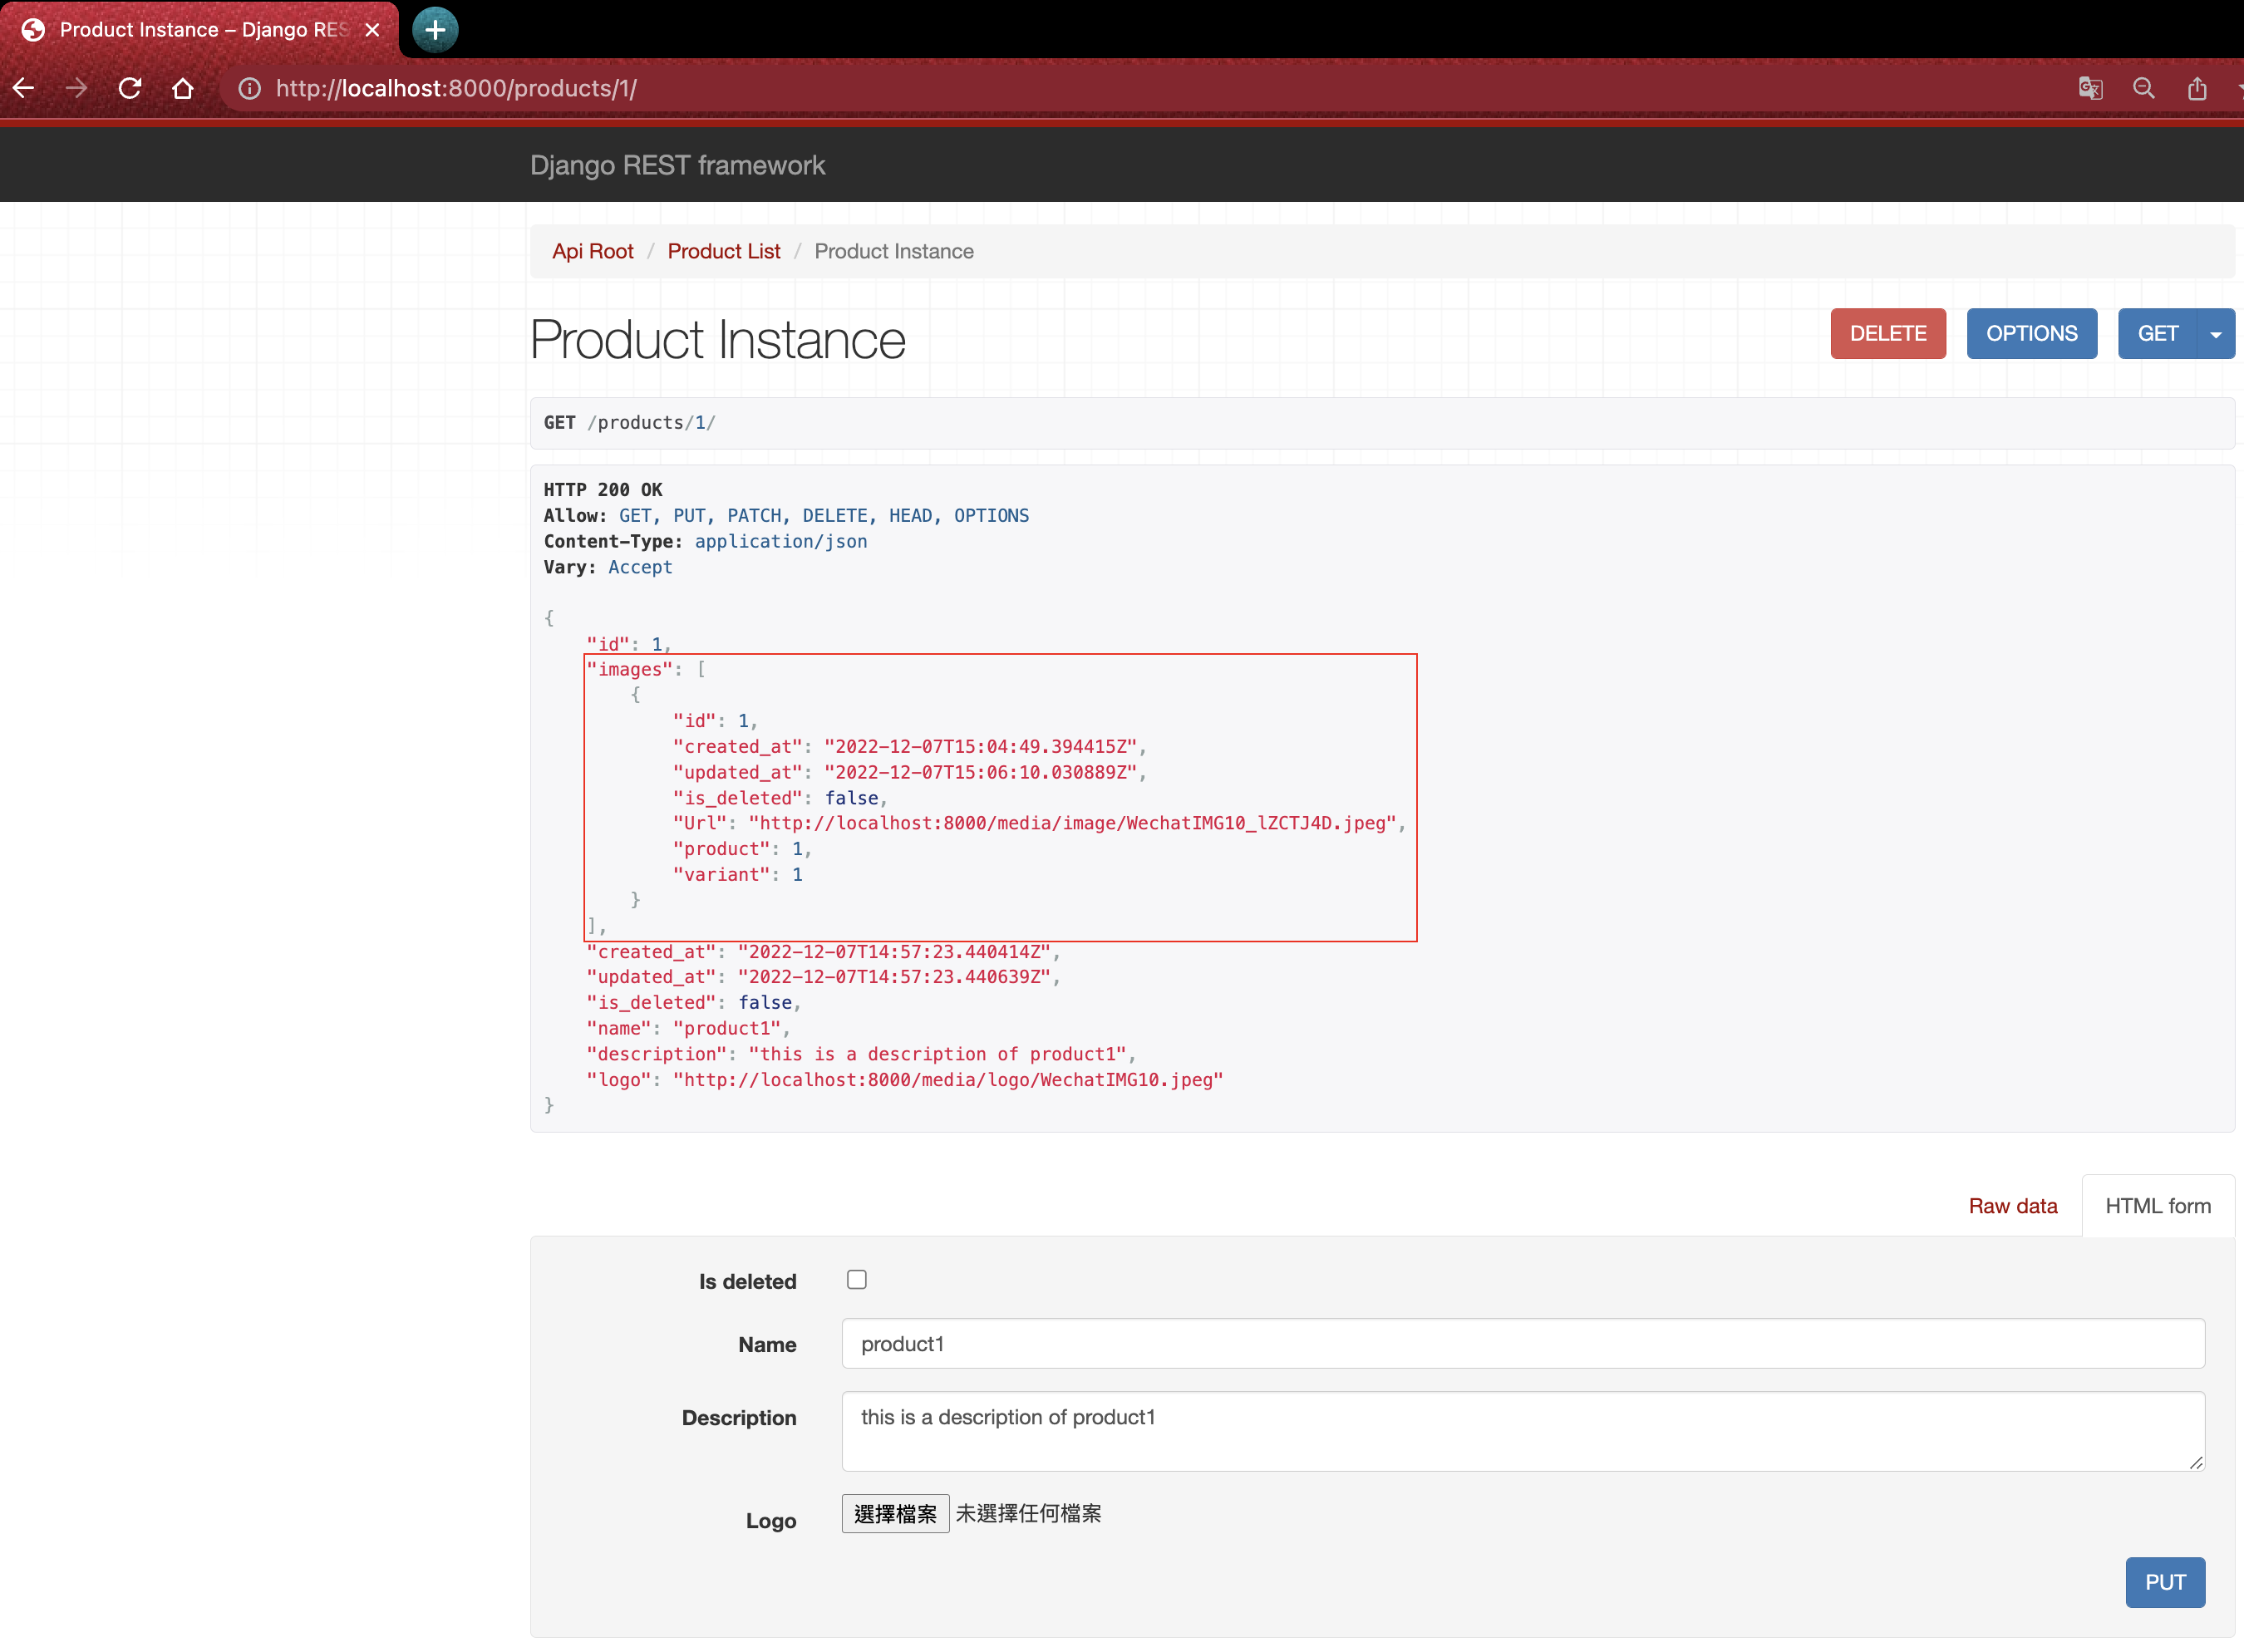 Product Instance – Django RES
http://localhost:8000/products/1/
Django REST framework
Api Root / Product List / Product Instance
Product Instance
DELETE
OPTIONS
GET
GET /products/1/
HTTP 200 OK
Allow: GET, PUT, PATCH, DELETE, HEAD, OPTIONS
Content-Type: application/json
Vary: Accept
{
"id": 1,
"images": [
{
"id": 1,
"created_at": "2022-12-07T15:04:49.394415Z",
"updated_at": "2022-12-07T15:06:10.030889Z",
"is_deleted": false,
"Url": "http://localhost:8000/media/image/WechatIMG10_lZCTJ4D.jpeg",
"product": 1,
"variant": 1
}
],
"created_at": "2022-12-07T14:57:23.440414Z",
"updated_at": "2022-12-07T14:57:23.440639Z",
"is_deleted": false,
"name": "product1",
"description": "this is a description of product1",
"logo": "http://localhost:8000/media/logo/WechatIMG10.jpeg"
}
Raw data
HTML form
Is deleted
Name
product1
Description
this is a description of product1
Logo
選擇檔案 未選擇任何檔案
PUT